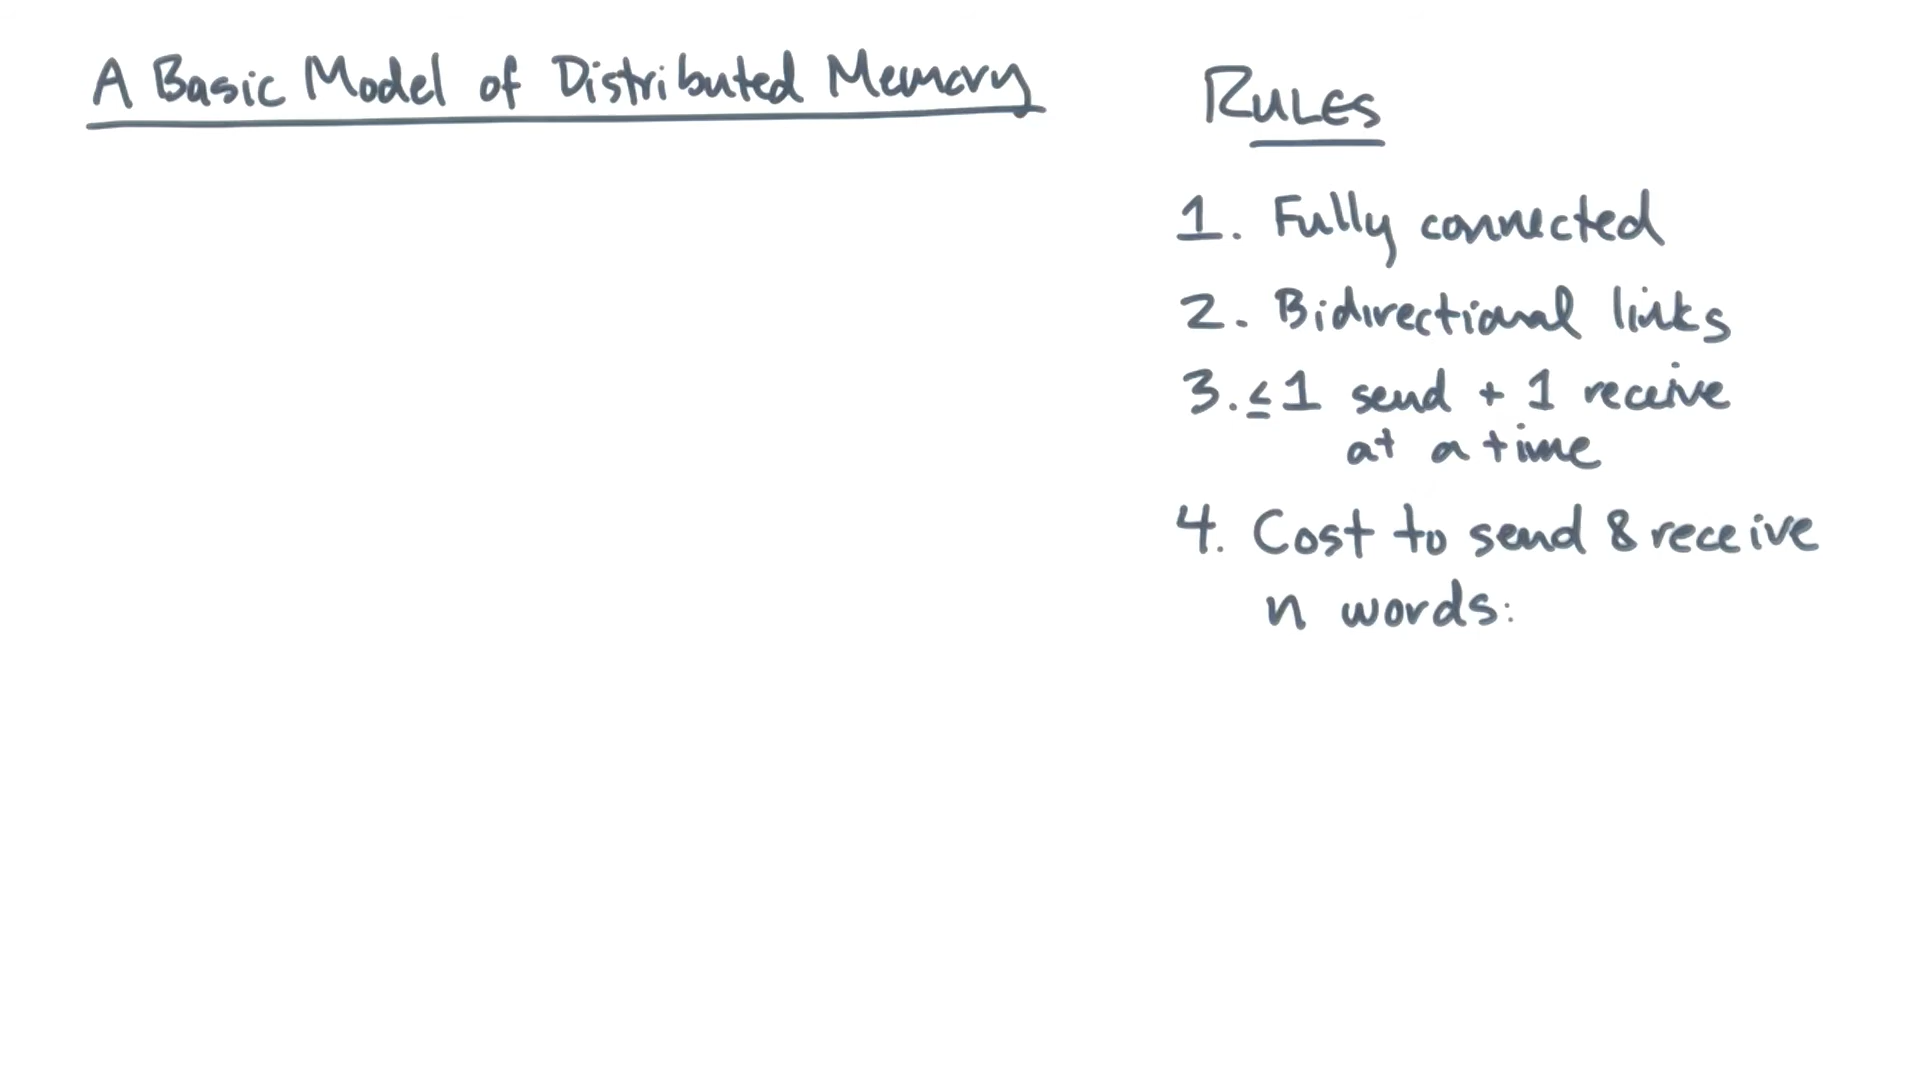 A Basic Model of Distributed Memory
RULES
1. Fully connected
2. Bidirectional links
3. ≤1 send + 1 receive
at a time
4. Cost to send & receive
n words: